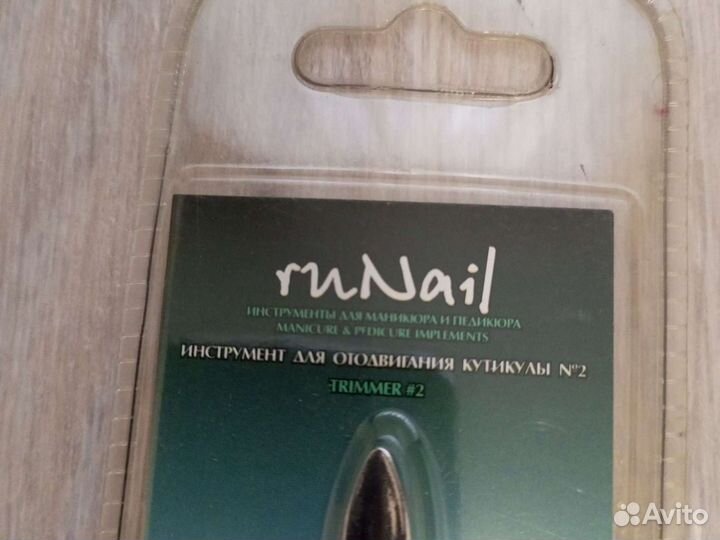 ruNail
ИНСТРУМЕНТЫ ДЛЯ МАНИКЮРА И ПЕДИКЮРА
MANICURE & PEDICURE IMPLEMENTS
ИНСТРУМЕНТ ДЛЯ ОТОДВИГАНИЯ КУТИКУЛЫ №2
TRIMMER #2
Avito